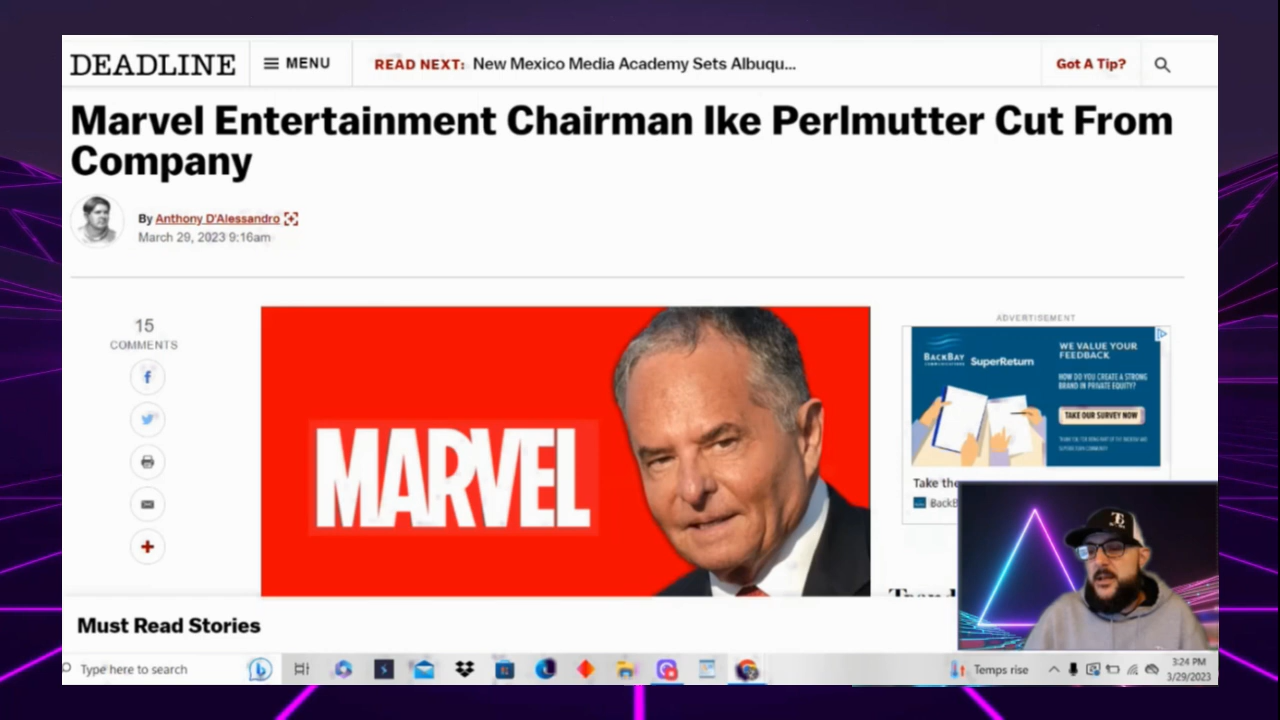 DEADLINE
MENU
READ NEXT: New Mexico Media Academy Sets Albuqu...
Got A Tip?
Marvel Entertainment Chairman Ike Perlmutter Cut From
Company
By Anthony D'Alessandro
March 29, 2023 9:16am
15
COMMENTS
MARVEL
ADVERTISEMENT
BACKBAY
COMMUNICATIONS
SuperReturn
WE VALUE YOUR
FEEDBACK
HOW DO YOU CREATE A STRONG
BRAND IN PRIVATE EQUITY?
TAKE OUR SURVEY NOW
Take the
BackB
Must Read Stories
Type here to search
Temps rise
3:24 PM
3/29/2023